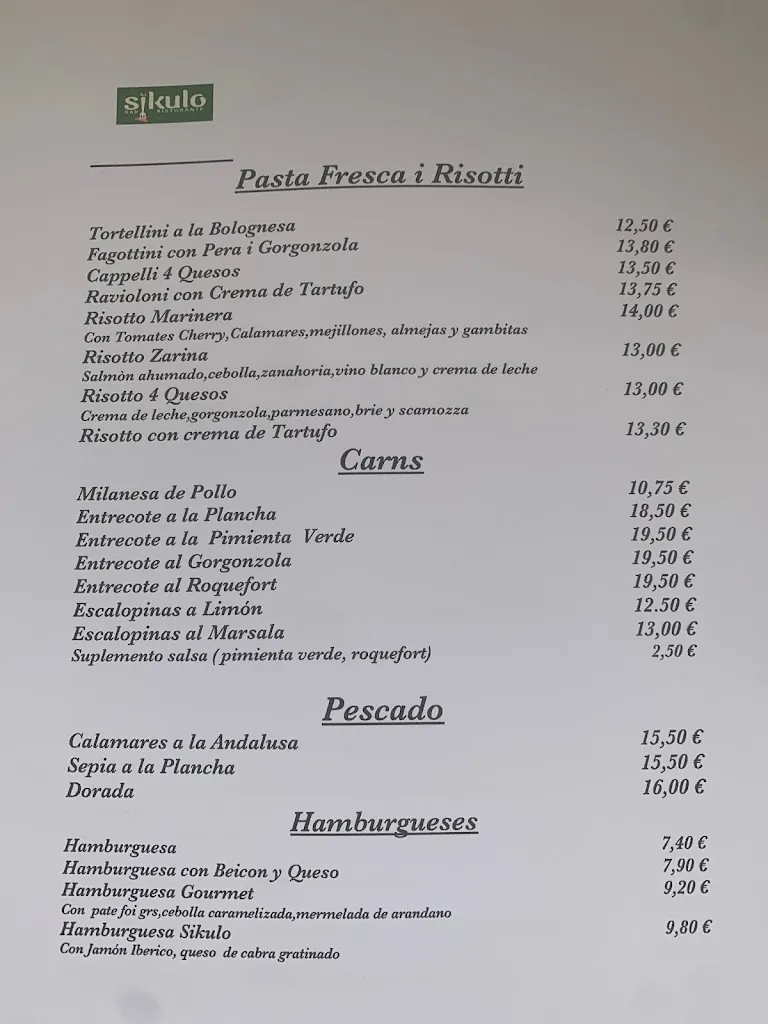 sikulo
BAR RISTORANTE
Pasta Fresca i Risotti
Tortellini a la Bolognesa 12,50 €
Fagottini con Pera i Gorgonzola 13,80 €
Cappelli 4 Quesos 13,50 €
Ravioloni con Crema de Tartufo 13,75 €
Risotto Marinera 14,00 €
Con Tomates Cherry,Calamares,mejillones, almejas y gambitas
Risotto Zarina 13,00 €
Salmòn ahumado,cebolla,zanahoria,vino blanco y crema de leche
Risotto 4 Quesos 13,00 €
Crema de leche,gorgonzola,parmesano,brie y scamozza
Risotto con crema de Tartufo 13,30 €
Carns
Milanesa de Pollo 10,75 €
Entrecote a la Plancha 18,50 €
Entrecote a la Pimienta Verde 19,50 €
Entrecote al Gorgonzola 19,50 €
Entrecote al Roquefort 19,50 €
Escalopinas a Limón 12.50 €
Escalopinas al Marsala 13,00 €
Suplemento salsa (pimienta verde, roquefort) 2,50 €
Pescado
Calamares a la Andalusa 15,50 €
Sepia a la Plancha 15,50 €
Dorada 16,00 €
Hamburgueses
Hamburguesa 7,40 €
Hamburguesa con Beicon y Queso 7,90 €
Hamburguesa Gourmet 9,20 €
Con pate foi grs,cebolla caramelizada,mermelada de arandano
Hamburguesa Sikulo 9,80 €
Con Jamón Iberico, queso de cabra gratinado